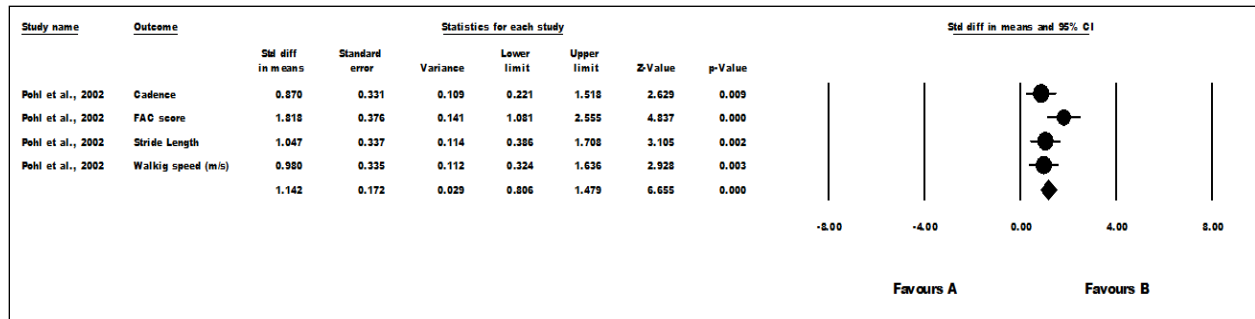 Study name Outcome Statistics for each study Std diff in means and 95% CI
Std diff Standard Lower Upper
in means error Variance limit limit Z-Value p-Value
Pohl et al., 2002 Cadence 0.870 0.331 0.109 0.221 1.518 2.629 0.009
Pohl et al., 2002 FAC score 1.818 0.376 0.141 1.081 2.555 4.837 0.000
Pohl et al., 2002 Stride Length 1.047 0.337 0.114 0.386 1.708 3.105 0.002
Pohl et al., 2002 Walkig speed (m/s) 0.980 0.335 0.112 0.324 1.636 2.928 0.003
1.142 0.172 0.029 0.806 1.479 6.655 0.000
-8.00 -4.00 0.00 4.00 8.00
Favours A Favours B